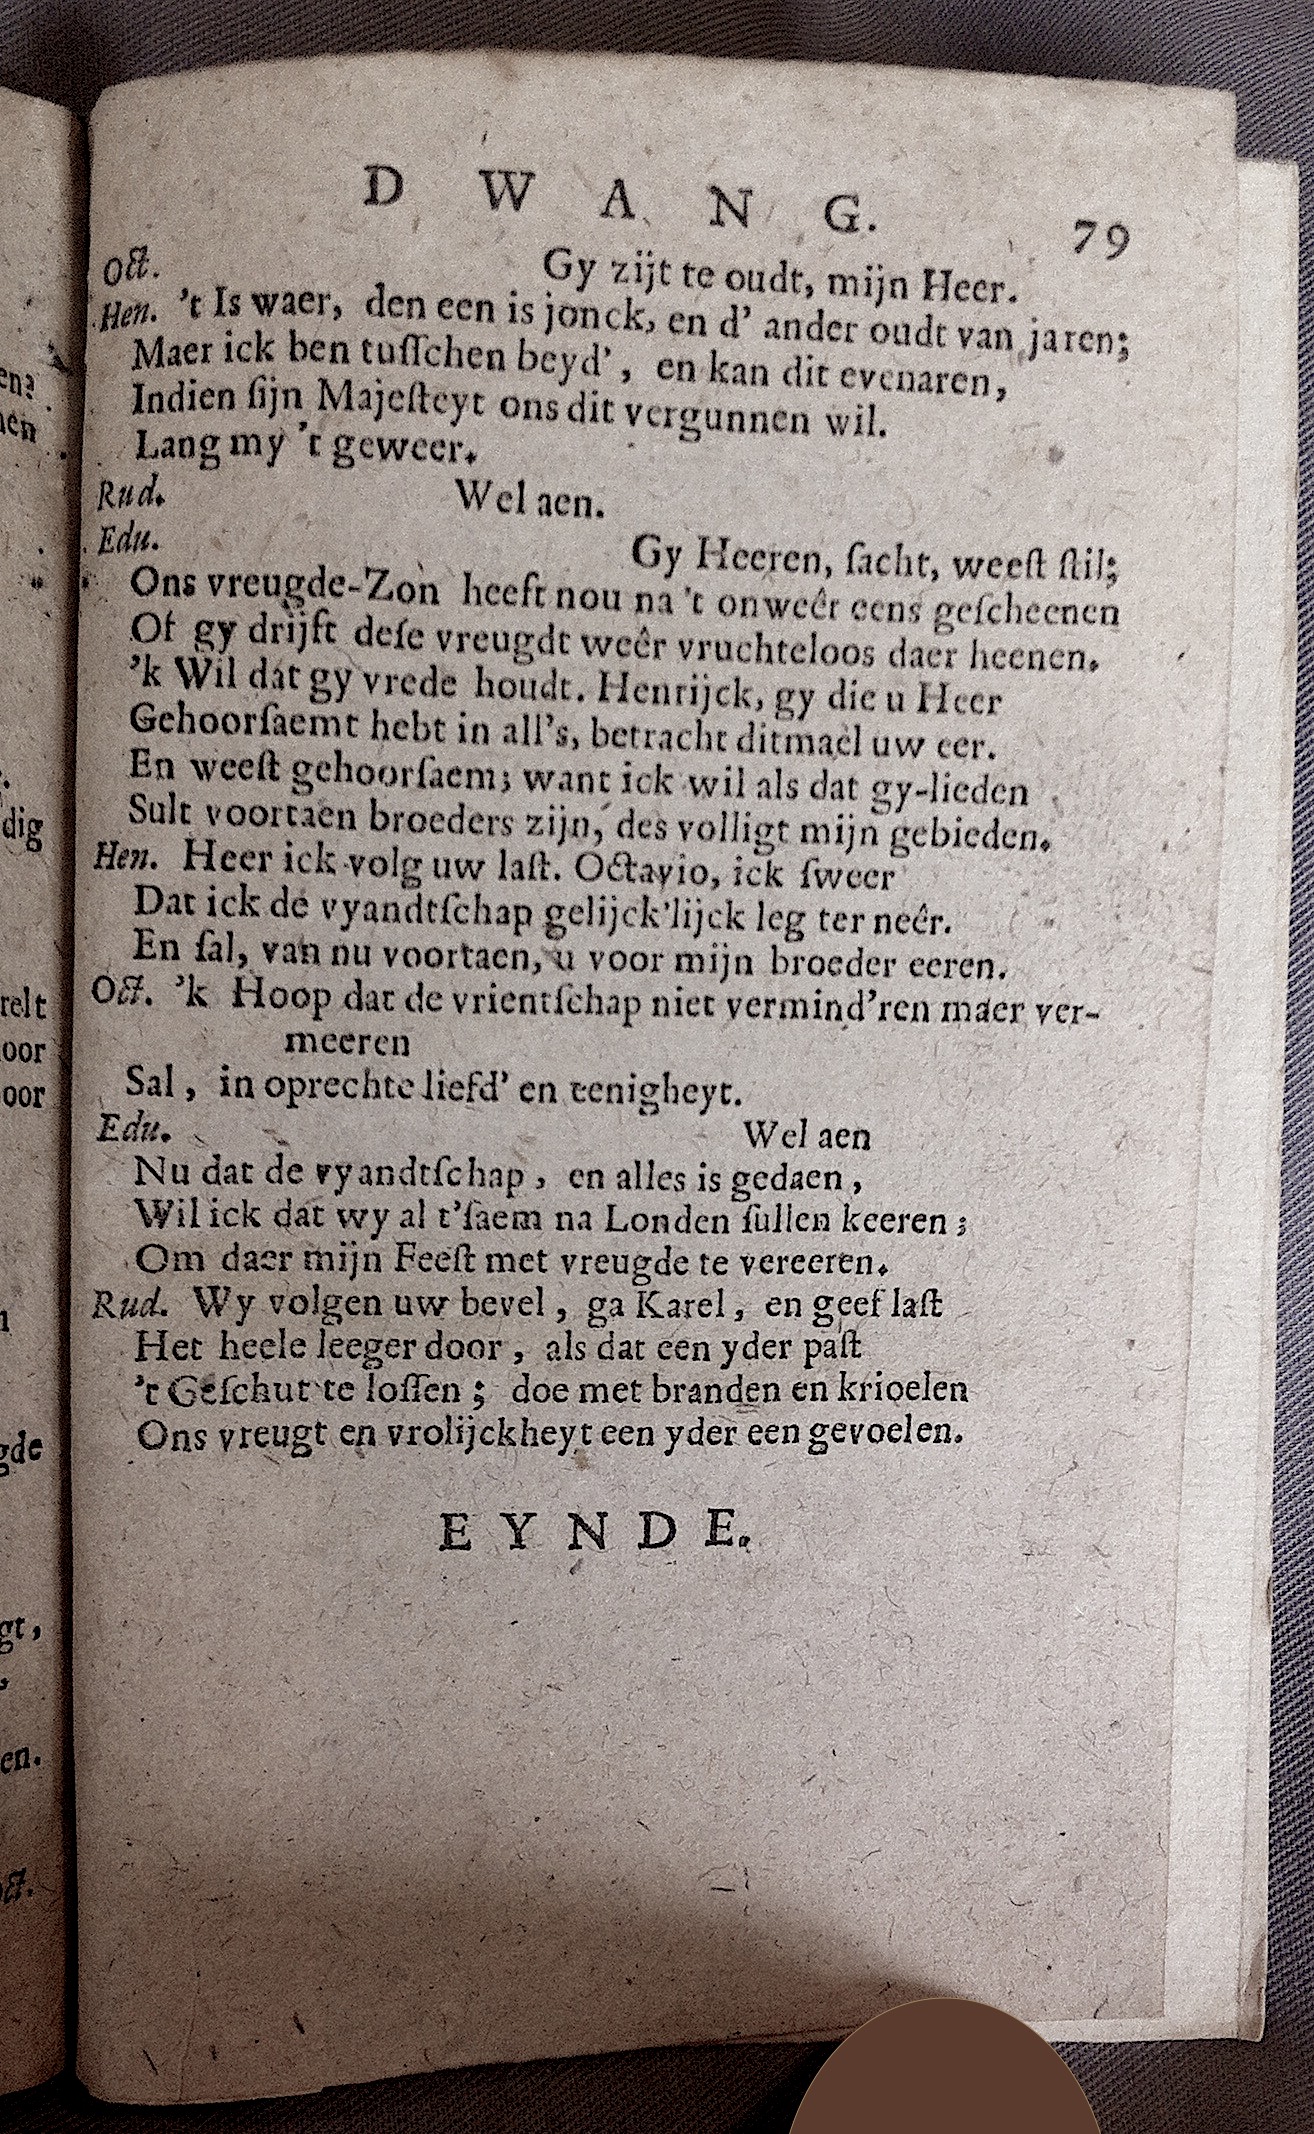 D W A N G. 79
Oct. Gy zijt te oudt, mijn Heer.
Hen. 't Is waer, den een is jonck, en d' ander oudt van jaren;
Maer ick ben tuſſchen beyd', en kan dit evenaren,
Indien ſijn Majeſteyt ons dit vergunnen wil.
Lang my 't geweer.
Rud. Wel aen.
Edu. Gy Heeren, ſacht, weeſt ſtil;
Ons vreugde-Zon heeft nou na 't onweêr eens geſcheenen
Of gy drijft deſe vreugdt weêr vruchteloos daer heenen.
'k Wil dat gy vrede houdt. Henrijck, gy die u Heer
Gehoorſaemt hebt in all's, betracht ditmael uw eer.
En weeſt gehoorſaem; want ick wil als dat gy-lieden
Sult voortaen broeders zijn, des volligt mijn gebieden.
Hen. Heer ick volg uw laſt. Octavio, ick ſweer
Dat ick de vyandtſchap gelijck'lijck leg ter neêr.
En ſal, van nu voortaen, u voor mijn broeder eeren.
Oct. 'k Hoop dat de vrientſchap niet vermind'ren maer ver-
meeren
Sal, in oprechte liefd' en eenigheyt.
Edu. Wel aen
Nu dat de vyandtſchap, en alles is gedaen,
Wil ick dat wy al t'ſaem na Londen ſullen keeren;
Om daer mijn Feeſt met vreugde te vereeren.
Rud. Wy volgen uw bevel, ga Karel, en geef laſt
Het heele leeger door, als dat een yder paſt
't Geſchut te loſſen; doe met branden en krioelen
Ons vreugt en vrolijckheyt een yder een gevoelen.
E Y N D E.